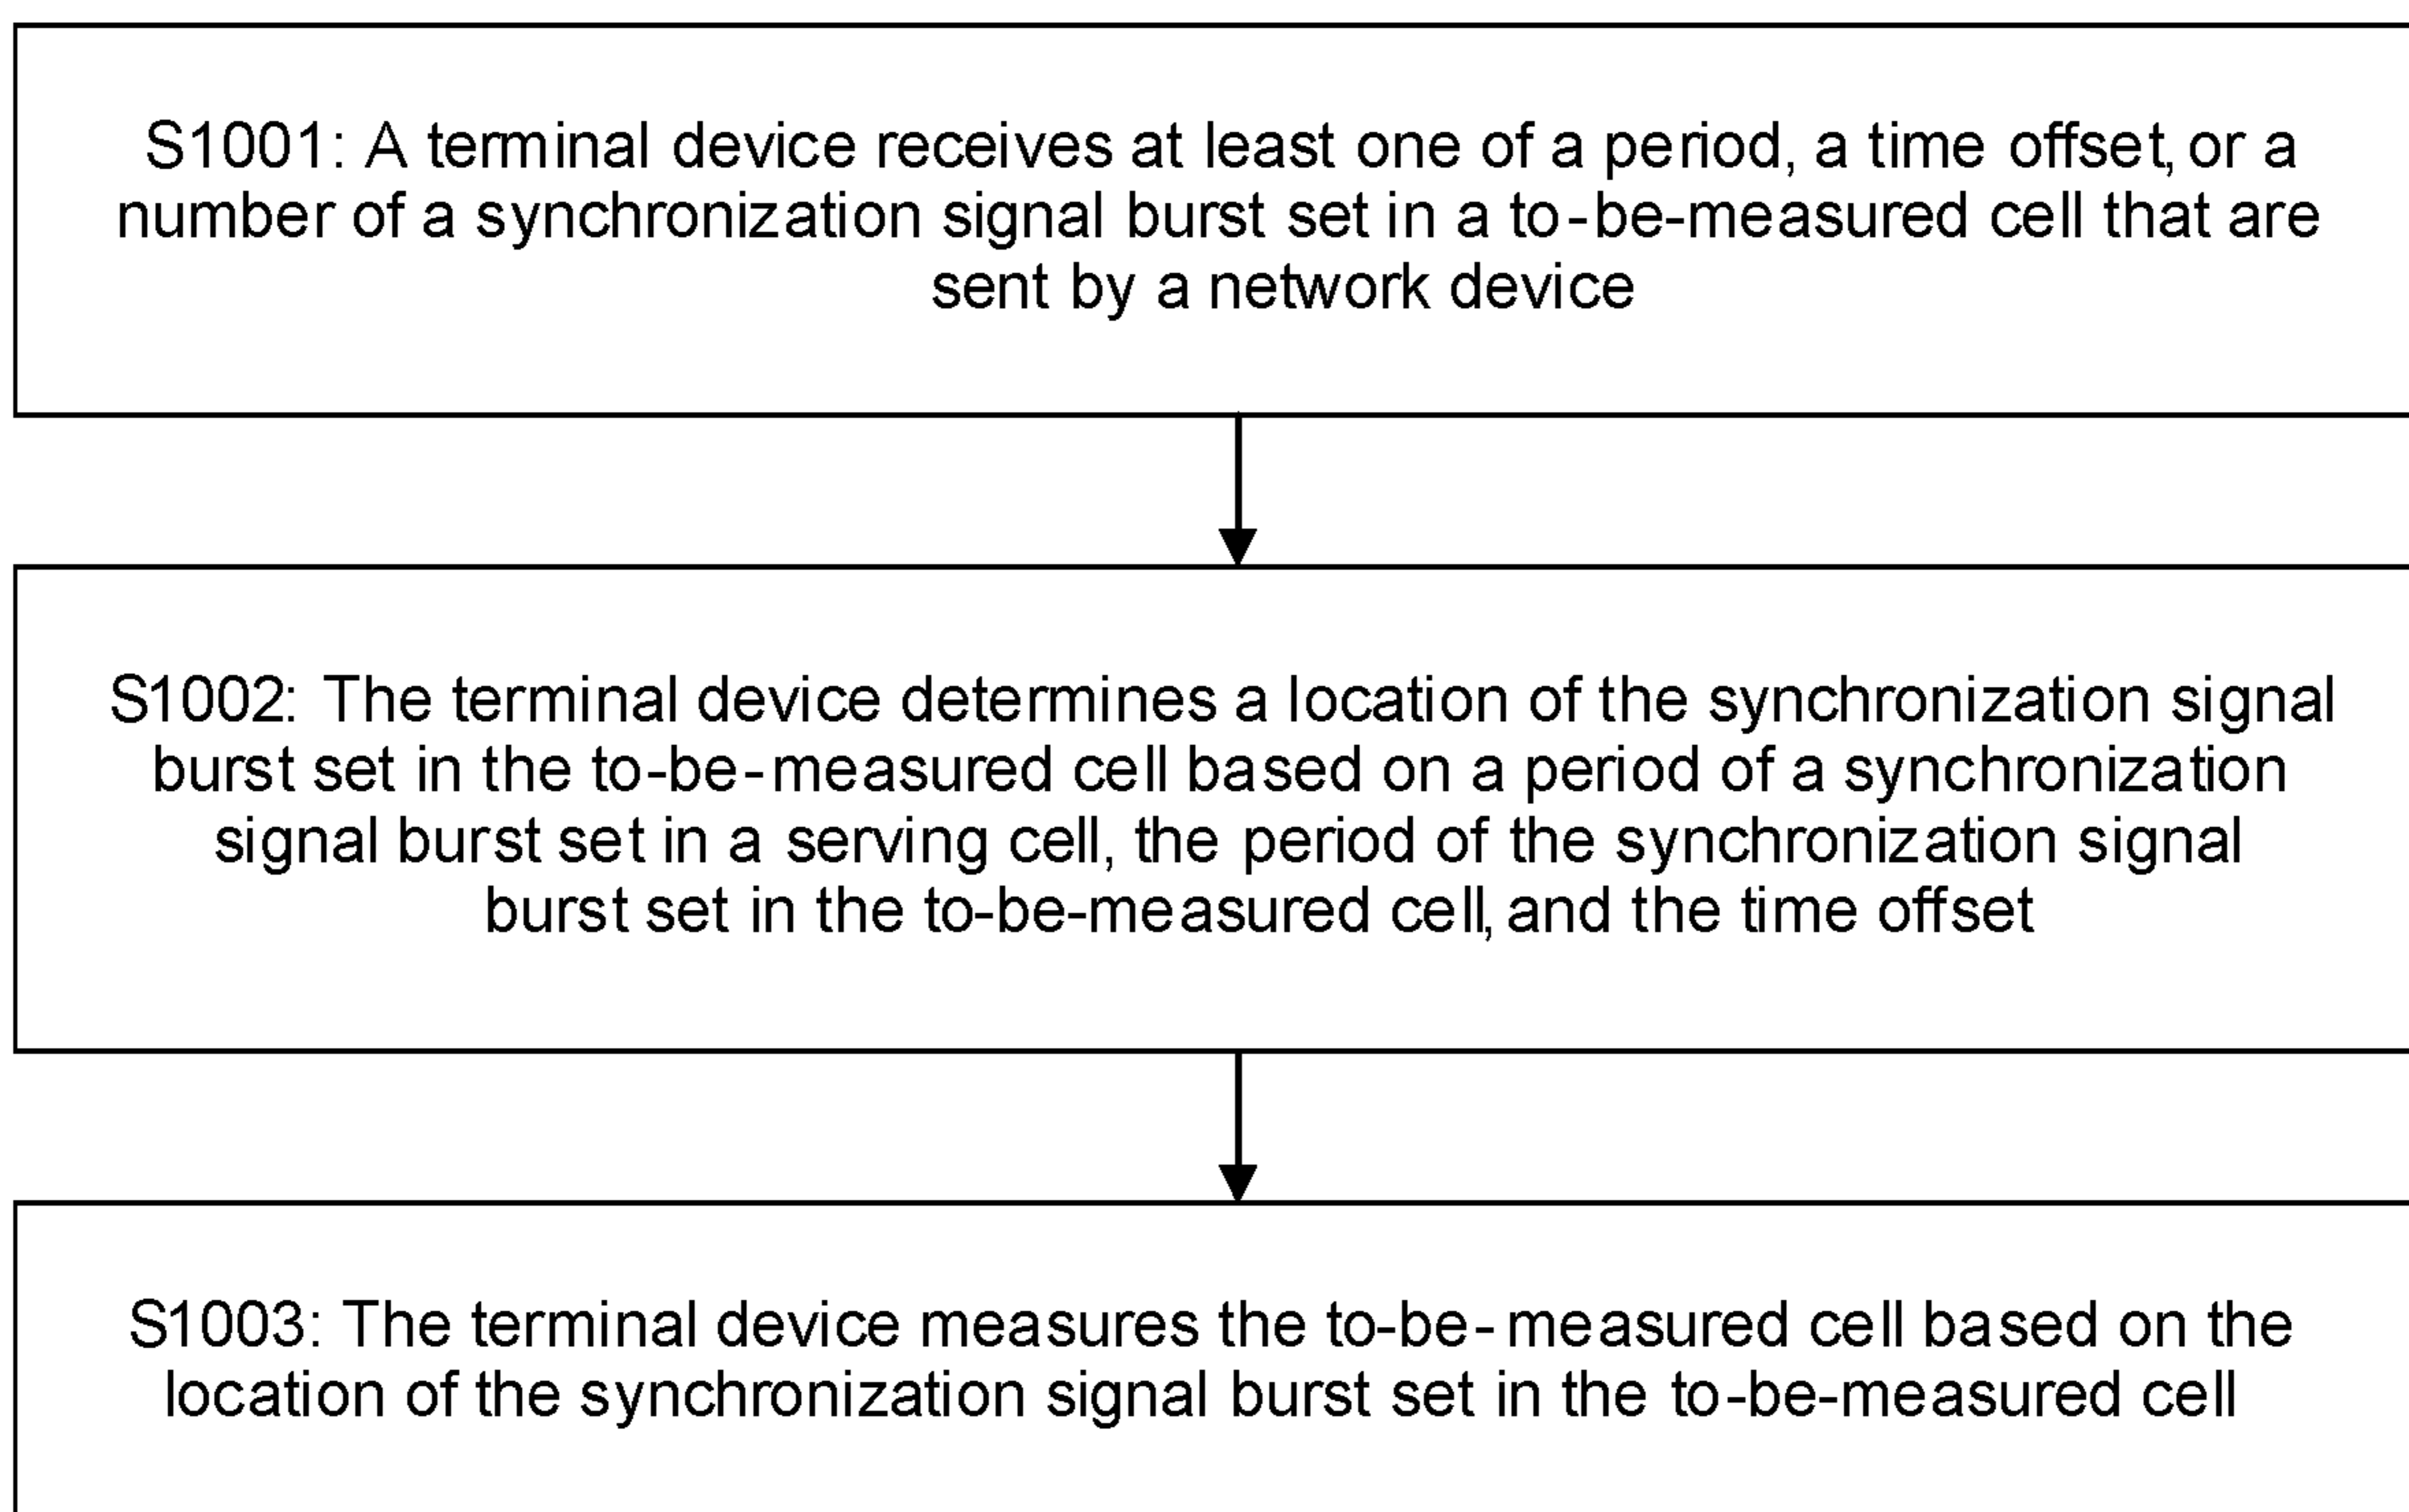 S1001: A terminal device receives at least one of a period, a time offset, or a
number of a synchronization signal burst set in a to-be-measured cell that are
sent by a network device
S1002: The terminal device determines a location of the synchronization signal
burst set in the to-be-measured cell based on a period of a synchronization
signal burst set in a serving cell, the period of the synchronization signal
burst set in the to-be-measured cell, and the time offset
S1003: The terminal device measures the to-be-measured cell based on the
location of the synchronization signal burst set in the to-be-measured cell